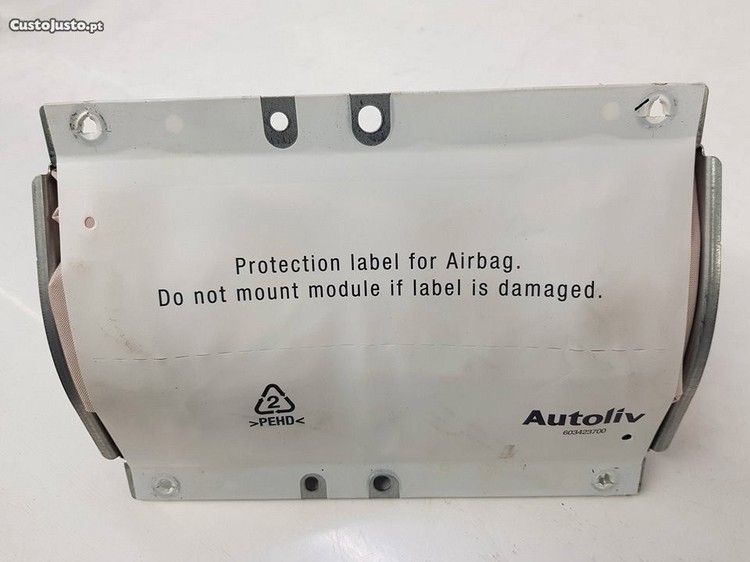 CustoJusto.pt
Protection label for Airbag.
Do not mount module if label is damaged.
2
>PEHD<
Autoliv
603423700